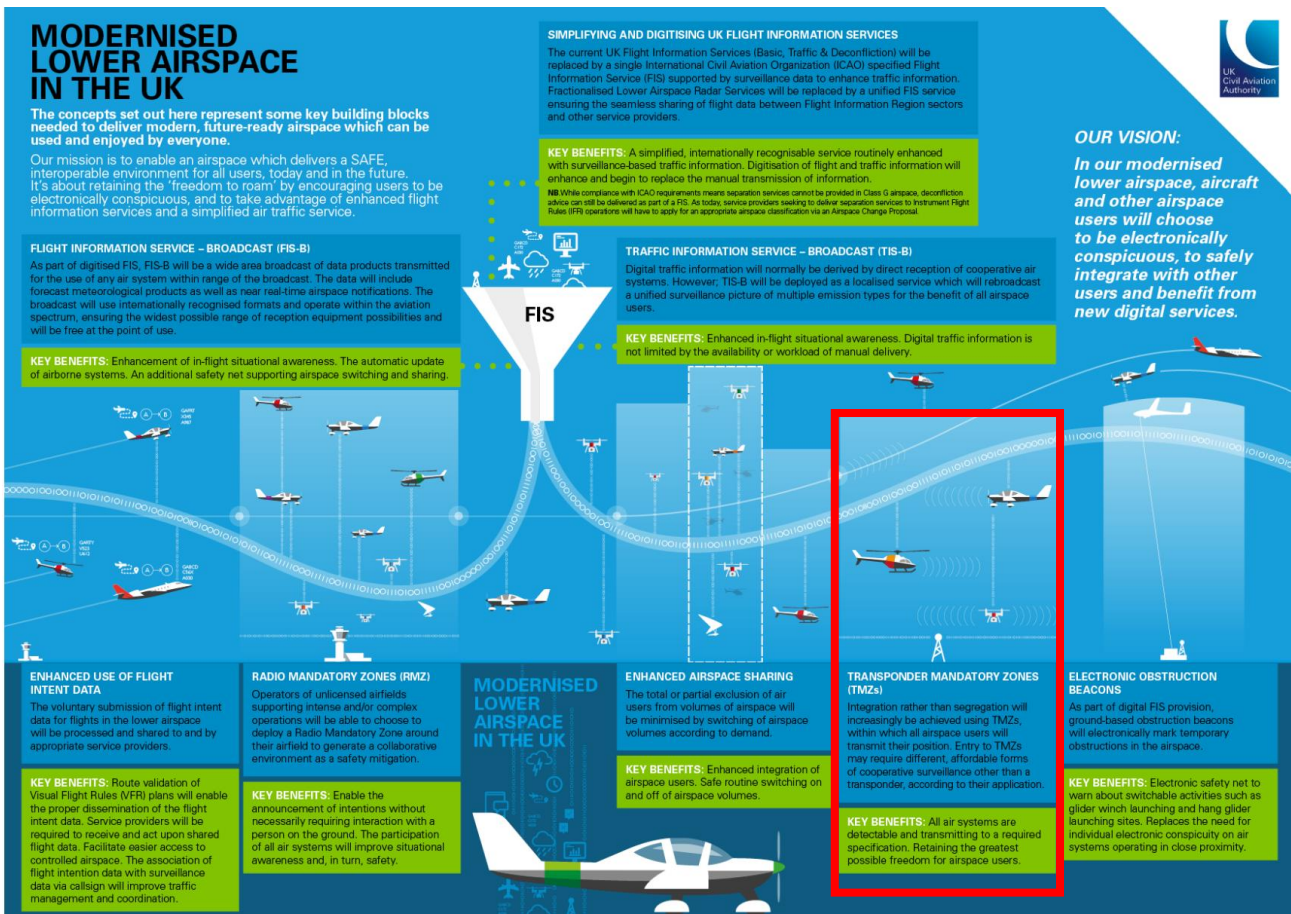 MODERNISED
LOWER AIRSPACE
IN THE UK
The concepts set out here represent some key building blocks
needed to deliver modern, future-ready airspace which can be
used and enjoyed by everyone.
Our mission is to enable an airspace which delivers a SAFE,
interoperable environment for all users, today and in the future.
It's about retaining the 'freedom to roam' by encouraging users to be
electronically conspicuous, and to take advantage of enhanced flight
information services and a simplified air traffic service.
SIMPLIFYING AND DIGITISING UK FLIGHT INFORMATION SERVICES
The current UK Flight Information Services (Basic, Traffic & Deconfliction) will be
replaced by a single International Civil Aviation Organization (ICAO) specified Flight
Information Service (FIS) supported by surveillance data to enhance traffic information.
Fractionalised Lower Airspace Radar Services will be replaced by a unified FIS service
ensuring the seamless sharing of flight data between Flight Information Region sectors
and other service providers.
KEY BENEFITS: A simplified, internationally recognisable service routinely enhanced
with surveillance-based traffic information. Digitisation of flight and traffic information will
enhance and begin to replace the manual transmission of information.
NB While compliance with ICAO requirements means separation services cannot be provided in Class G airspace, deconfliction
advice can still be delivered as part of a FIS. As today, service providers seeking to deliver separation services to Instrument Flight
Rules (IFR) operations will have to apply for an appropriate airspace classification via an Airspace Change Proposal.
UK
Civil Aviation
Authority
OUR VISION:
In our modernised
lower airspace, aircraft
and other airspace
users will choose
to be electronically
conspicuous, to safely
integrate with other
users and benefit from
new digital services.
FLIGHT INFORMATION SERVICE – BROADCAST (FIS-B)
As part of digitised FIS, FIS-B will be a wide area broadcast of data products transmitted
for the use of any air system within range of the broadcast. The data will include
forecast meteorological products as well as near real-time airspace notifications. The
broadcast will use internationally recognised formats and operate within the aviation
spectrum, ensuring the widest possible range of reception equipment possibilities and
will be free at the point of use.
KEY BENEFITS: Enhancement of in-flight situational awareness. The automatic update
of airborne systems. An additional safety net supporting airspace switching and sharing.
FIS
TRAFFIC INFORMATION SERVICE – BROADCAST (TIS-B)
Digital traffic information will normally be derived by direct reception of cooperative air
systems. However; TIS-B will be deployed as a localised service which will rebroadcast
a unified surveillance picture of multiple emission types for the benefit of all airspace
users.
KEY BENEFITS: Enhanced in-flight situational awareness. Digital traffic information is
not limited by the availability or workload of manual delivery.
A B
A B
A B
GABCD
ENHANCED USE OF FLIGHT
INTENT DATA
The voluntary submission of flight intent
data for flights in the lower airspace
will be processed and shared to and by
appropriate service providers.
KEY BENEFITS: Route validation of
Visual Flight Rules (VFR) plans will enable
the proper dissemination of the flight
intent data. Service providers will be
required to receive and act upon shared
flight data. Facilitate easier access to
controlled airspace. The association of
flight intention data with surveillance
data via callsign will improve traffic
management and coordination.
RADIO MANDATORY ZONES (RMZ)
Operators of unlicensed airfields
supporting intense and/or complex
operations will be able to choose to
deploy a Radio Mandatory Zone around
their airfield to generate a collaborative
environment as a safety mitigation.
KEY BENEFITS: Enable the
announcement of intentions without
necessarily requiring interaction with a
person on the ground. The participation
of all air systems will improve situational
awareness and, in turn, safety.
MODERNISED
LOWER
AIRSPACE
IN THE UK
ENHANCED AIRSPACE SHARING
The total or partial exclusion of air
users from volumes of airspace will
be minimised by switching of airspace
volumes according to demand.
KEY BENEFITS: Enhanced integration of
airspace users. Safe routine switching on
and off of airspace volumes.
TRANSPONDER MANDATORY ZONES
(TMZs)
Integration rather than segregation will
increasingly be achieved using TMZs,
within which all airspace users will
transmit their position. Entry to TMZs
may require different, affordable forms
of cooperative surveillance other than a
transponder, according to their application.
KEY BENEFITS: All air systems are
detectable and transmitting to a required
specification. Retaining the greatest
possible freedom for airspace users.
ELECTRONIC OBSTRUCTION
BEACONS
As part of digital FIS provision,
ground-based obstruction beacons
will electronically mark temporary
obstructions in the airspace.
KEY BENEFITS: Electronic safety net to
warn about switchable activities such as
glider winch launching and hang glider
launching sites. Replaces the need for
individual electronic conspicuity on air
systems operating in close proximity.